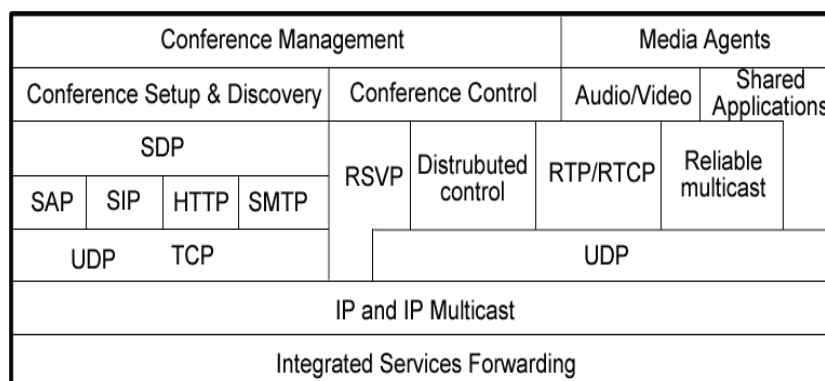 Conference Management
Media Agents
Conference Setup & Discovery
Conference Control
Audio/Video
Shared
Applications
SDP
RSVP
Distrubuted
control
RTP/RTCP
Reliable
multicast
SAP
SIP
HTTP
SMTP
UDP
TCP
UDP
IP and IP Multicast
Integrated Services Forwarding